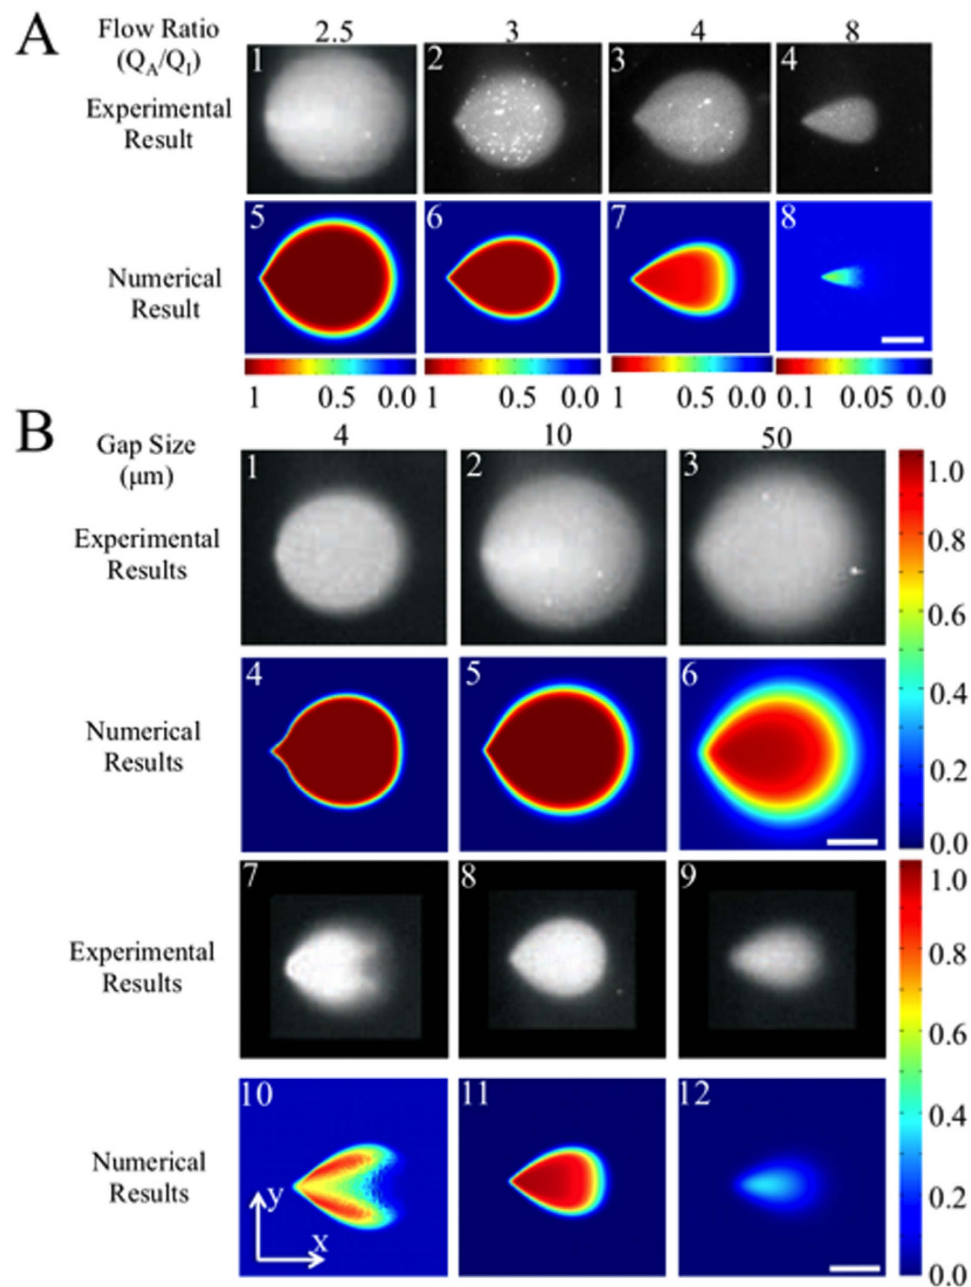 A
Flow Ratio
(Q_A/Q_I)
2.5 3 4 8
Experimental
Result
1 2 3 4
Numerical
Result
5 6 7 8
1 0.5 0.0 1 0.5 0.0 1 0.5 0.0 0.1 0.05 0.0
B
Gap Size
(μm)
4 10 50
Experimental
Results
1 2 3
Numerical
Results
4 5 6
1.0
0.8
0.6
0.4
0.2
0.0
Experimental
Results
7 8 9
Numerical
Results
10 11 12
y
x
1.0
0.8
0.6
0.4
0.2
0.0